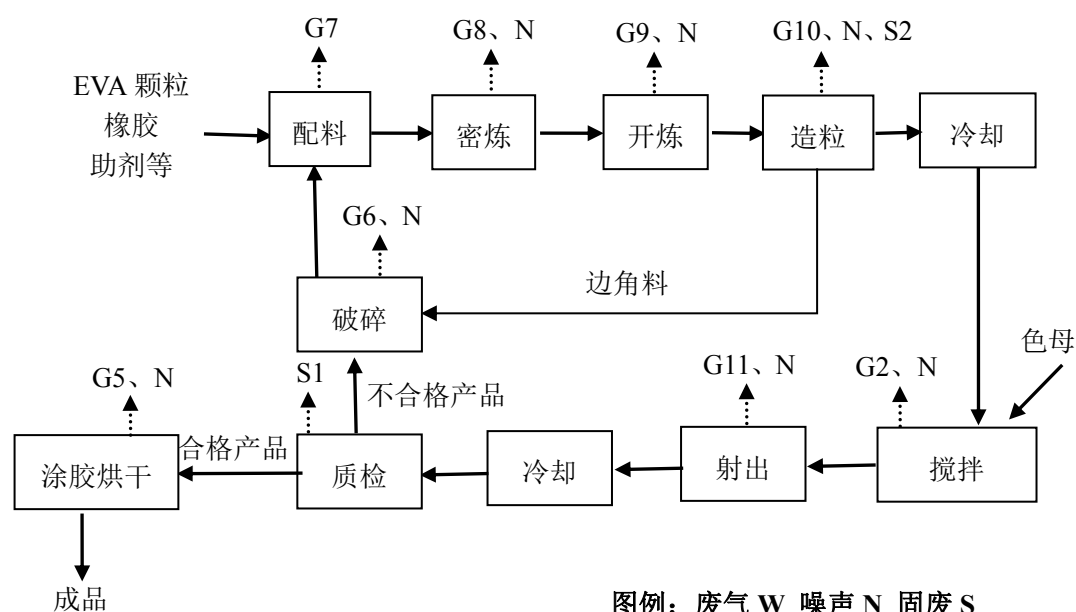 G7
G8、N
G9、N
G10、N、S2
EVA 颗粒
橡胶
助剂等
配料
密炼
开炼
造粒
冷却
G6、N
边角料
破碎
色母
G5、N
S1
不合格产品
G11、N
G2、N
合格产品
涂胶烘干
质检
冷却
射出
搅拌
成品
图例：废气 W 噪声 N 固废 S